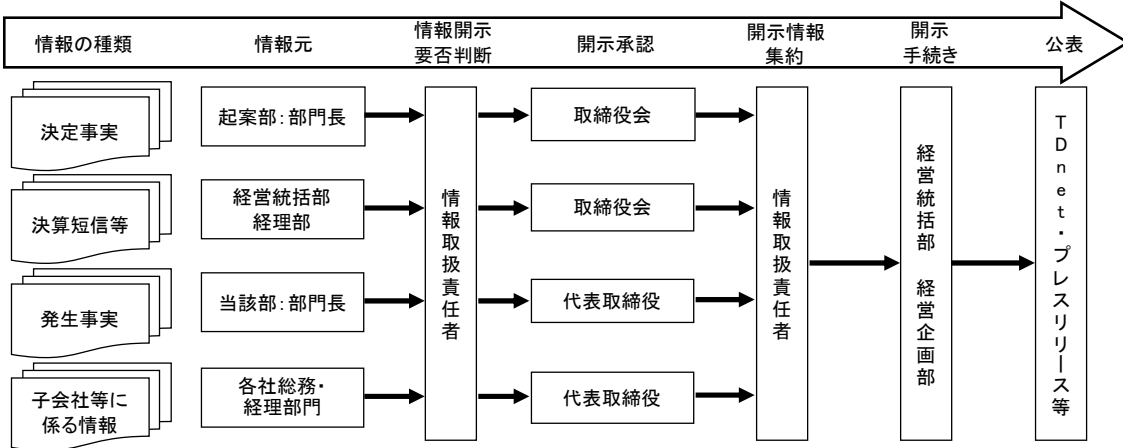 情報の種類
情報元
情報開示
要否判断
開示承認
開示情報
集約
開示
手続き
公表
決定事実
起案部：部門長
取締役会
決算短信等
経営統括部
経理部
取締役会
発生事実
当該部：部門長
代表取締役
子会社等に
係る情報
各社総務・
経理部門
代表取締役
情報取扱責任者
情報取扱責任者
経営統括部　経営企画部
TDnet・プレスリリース等